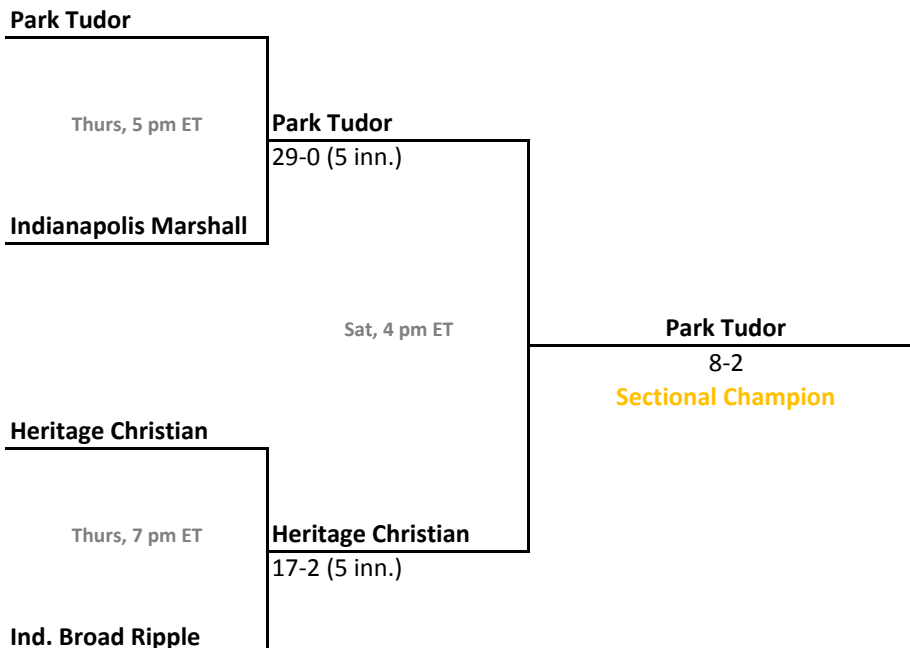 Park Tudor
Thurs, 5 pm ET
Park Tudor
29-0 (5 inn.)
Indianapolis Marshall
Sat, 4 pm ET
Park Tudor
8-2
Sectional Champion
Heritage Christian
Thurs, 7 pm ET
Heritage Christian
17-2 (5 inn.)
Ind. Broad Ripple